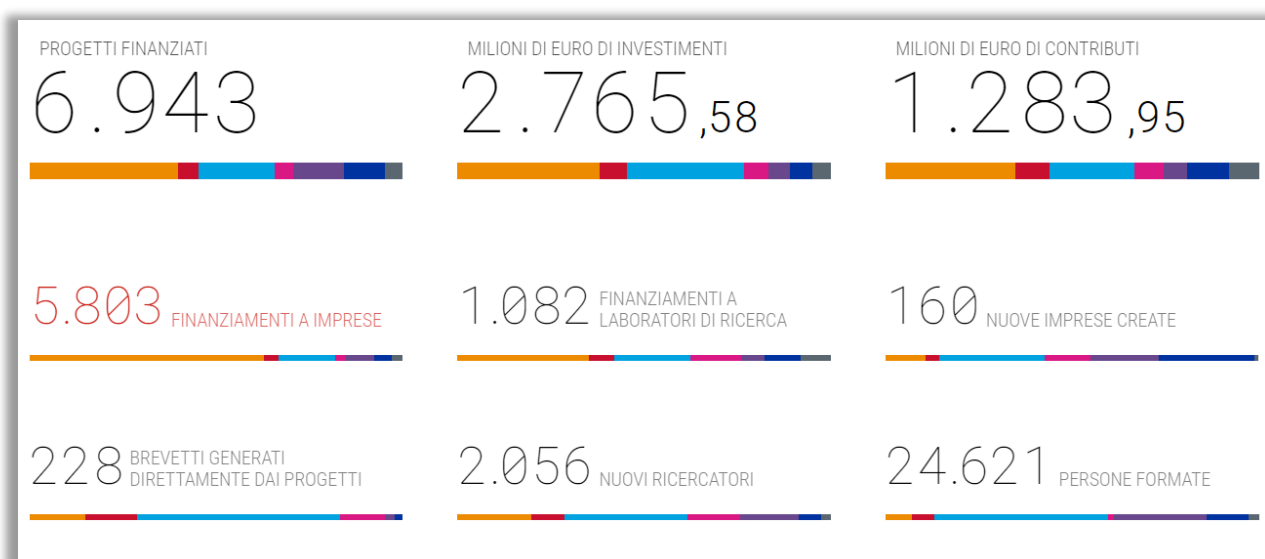 PROGETTI FINANZIATI
6.943
MILIONI DI EURO DI INVESTIMENTI
2.765,58
MILIONI DI EURO DI CONTRIBUTI
1.283,95
5.803 FINANZIAMENTI A IMPRESE
1.082 FINANZIAMENTI A
LABORATORI DI RICERCA
160 NUOVE IMPRESE CREATE
228 BREVETTI GENERATI
DIRETTAMENTE DAI PROGETTI
2.056 NUOVI RICERCATORI
24.621 PERSONE FORMATE